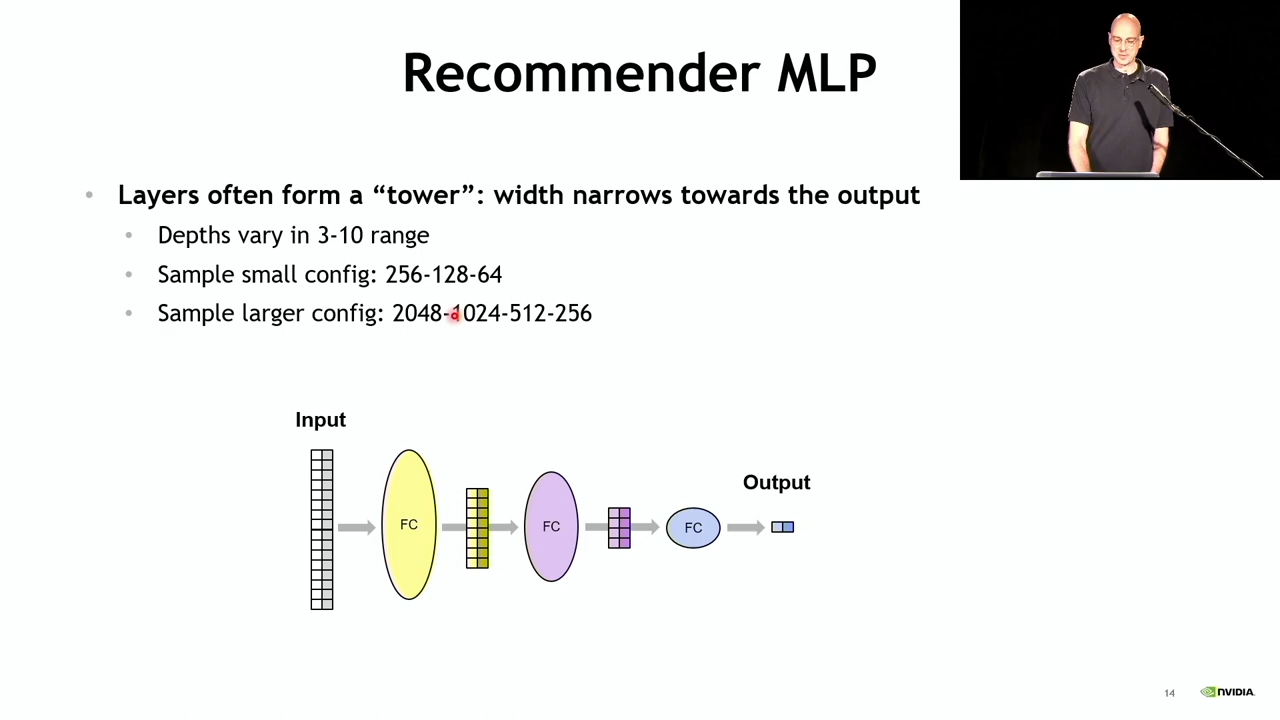 Recommender MLP
• Layers often form a “tower”: width narrows towards the output
• Depths vary in 3-10 range
• Sample small config: 256-128-64
• Sample larger config: 2048-1024-512-256
Input
Output
FC
FC
FC
14
NVIDIA.